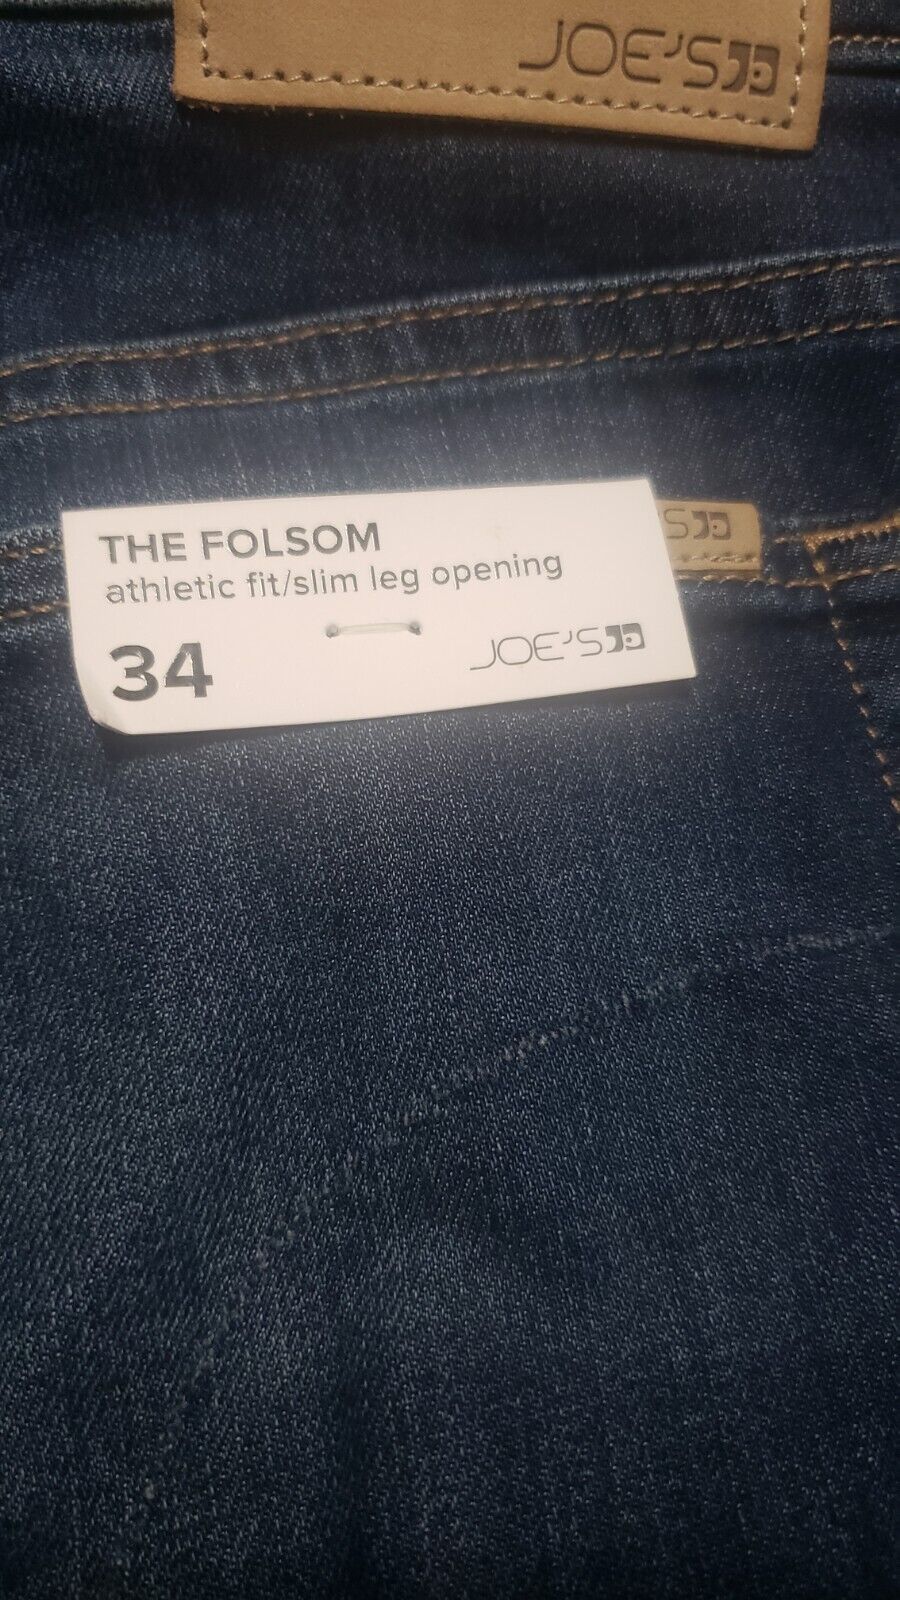 JOE'S
THE FOLSOM
athletic fit/slim leg opening
34
JOE'S
S